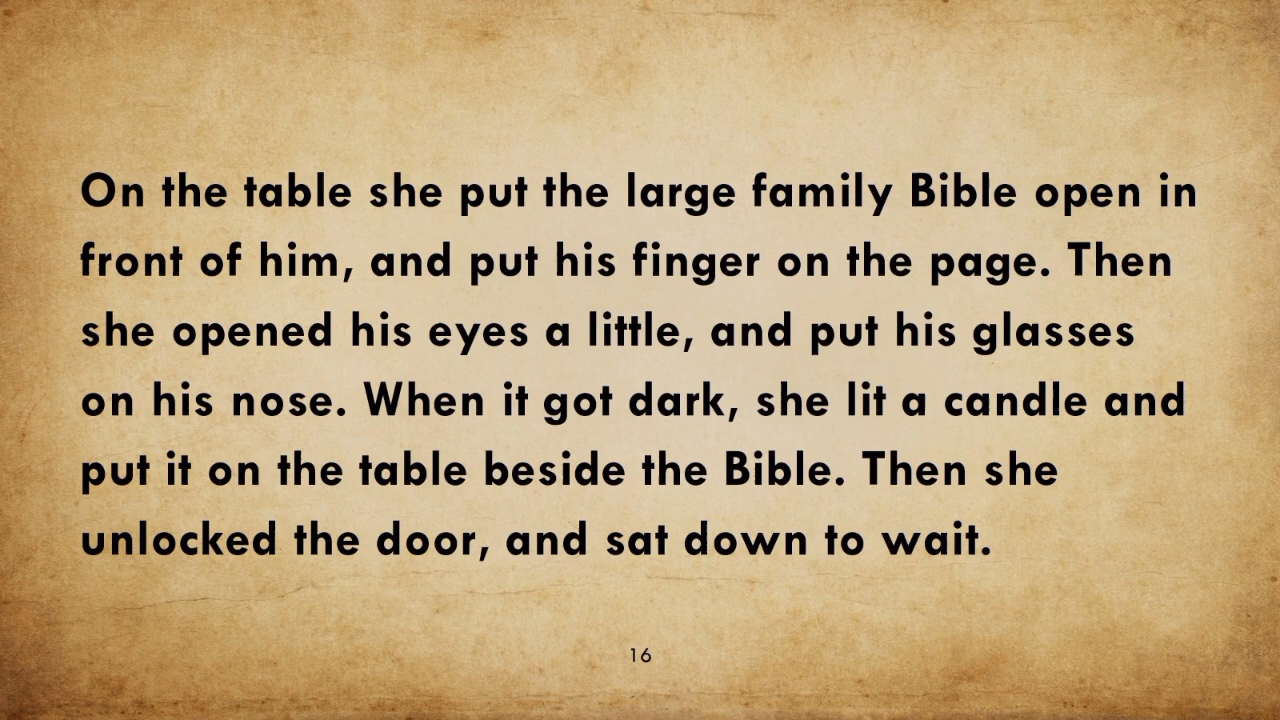 On the table she put the large family Bible open in
front of him, and put his finger on the page. Then
she opened his eyes a little, and put his glasses
on his nose. When it got dark, she lit a candle and
put it on the table beside the Bible. Then she
unlocked the door, and sat down to wait.
16